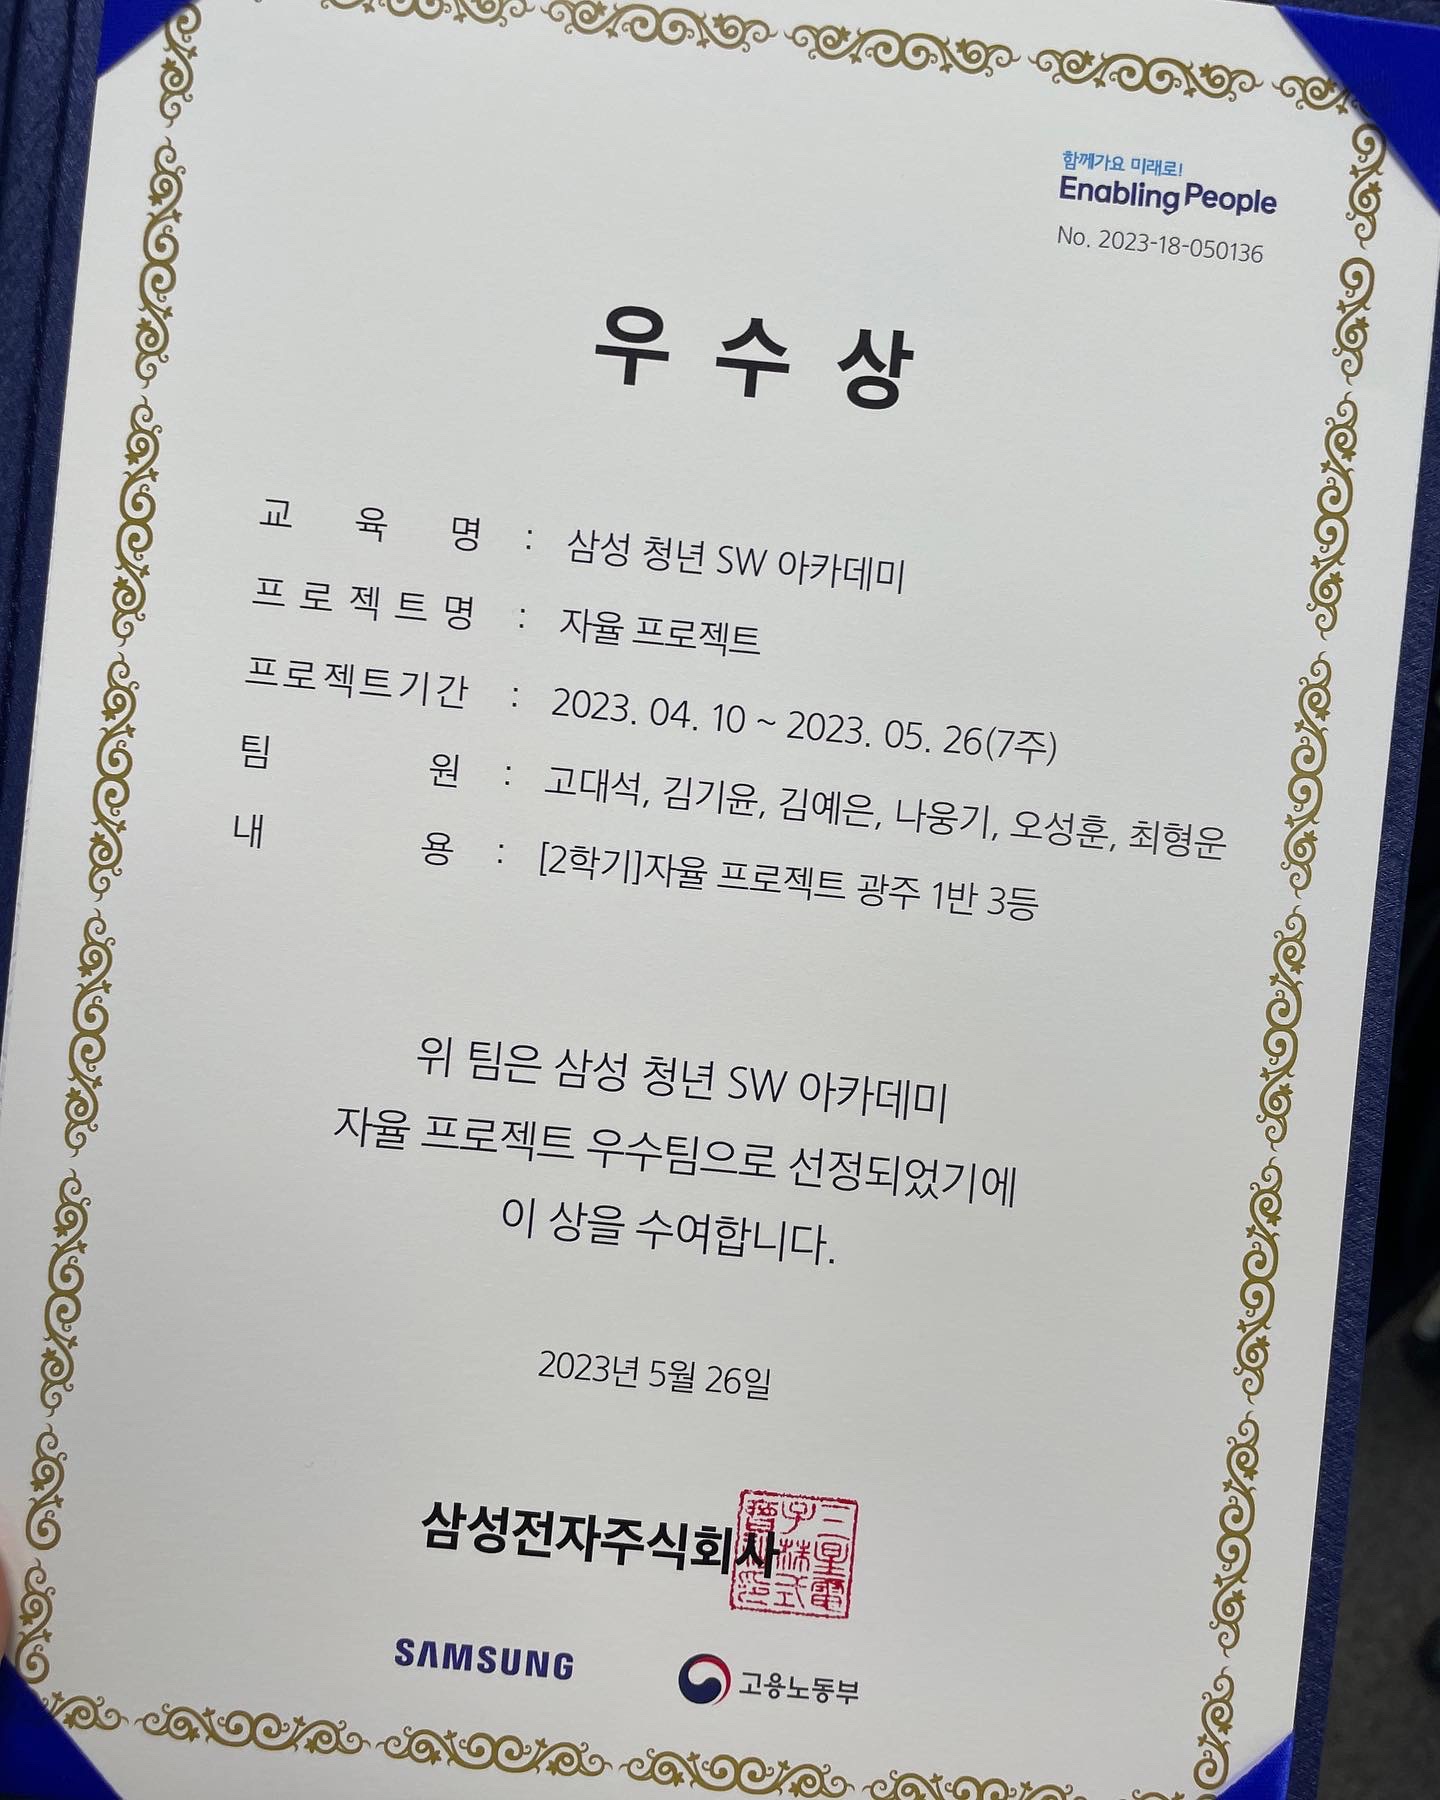 함께가요 미래로!
Enabling People
No. 2023-18-050136
우 수 상
교 육 명 : 삼성 청년 SW 아카데미
프로젝트명 : 자율 프로젝트
프로젝트기간 : 2023. 04. 10 ~ 2023. 05. 26(7주)
팀 원 : 고대석, 김기윤, 김예은, 나웅기, 오성훈, 최형운
내 용 : [2학기]자율 프로젝트 광주 1반 3등
위 팀은 삼성 청년 SW 아카데미
자율 프로젝트 우수팀으로 선정되었기에
이 상을 수여합니다.
2023년 5월 26일
삼성전자주식회사
SAMSUNG
고용노동부